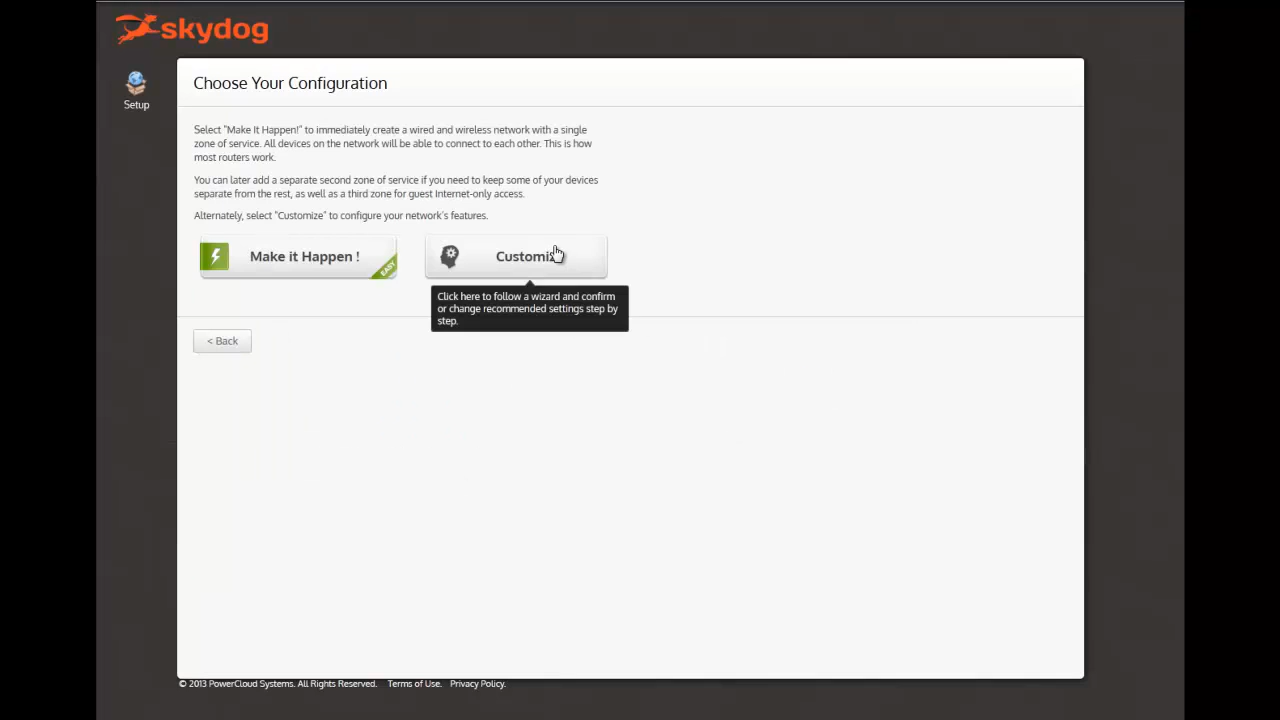 skydog
Setup
Choose Your Configuration
Select "Make It Happen!" to immediately create a wired and wireless network with a single
zone of service. All devices on the network will be able to connect to each other. This is how
most routers work.
You can later add a separate second zone of service if you need to keep some of your devices
separate from the rest, as well as a third zone for guest Internet-only access.
Alternately, select "Customize" to configure your network's features.
Make it Happen !
EASY
Customize
Click here to follow a wizard and confirm
or change recommended settings step by
step.
< Back
© 2013 PowerCloud Systems. All Rights Reserved. Terms of Use. Privacy Policy.